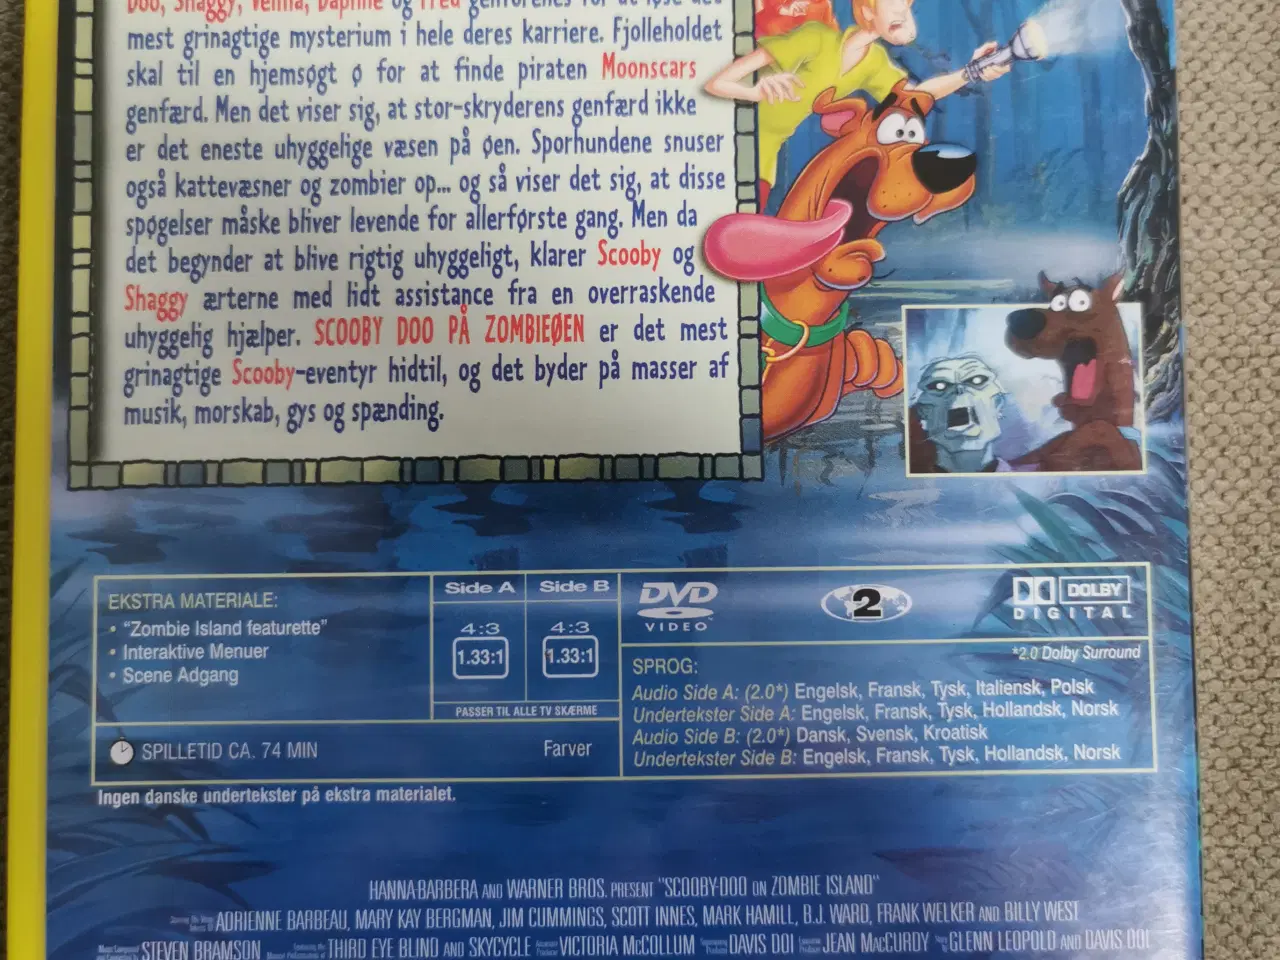 Doo, Shaggy, Velma, Daphne og Fred genforenes for at løse det
mest grinagtige mysterium i hele deres karriere. Fjolleholdet
skal til en hjemsøgt ø for at finde piraten Moonscars
genfærd. Men det viser sig, at stor-skryderens genfærd ikke
er det eneste uhyggelige væsen på øen. Sporhundene snuser
også kattevæsner og zombier op... og så viser det sig, at disse
spøgelser måske bliver levende for allerførste gang. Men da
det begynder at blive rigtig uhyggeligt, klarer Scooby og
Shaggy ærterne med lidt assistance fra en overraskende
uhyggelig hjælper. SCOOBY DOO PÅ ZOMBIEØEN er det mest
grinagtige Scooby-eventyr hidtil, og det byder på masser af
musik, morskab, gys og spænding.
EKSTRA MATERIALE:
• "Zombie Island featurette"
• Interaktive Menuer
• Scene Adgang
Side A Side B
4:3 4:3
1.33:1 1.33:1
PASSER TIL ALLE TV SKÆRME
SPILLETID CA. 74 MIN Farver
DVD
VIDEO
2
DOLBY
DIGITAL
*2.0 Dolby Surround
SPROG:
Audio Side A: (2.0*) Engelsk, Fransk, Tysk, Italiensk, Polsk
Undertekster Side A: Engelsk, Fransk, Tysk, Hollandsk, Norsk
Audio Side B: (2.0*) Dansk, Svensk, Kroatisk
Undertekster Side B: Engelsk, Fransk, Tysk, Hollandsk, Norsk
Ingen danske undertekster på ekstra materialet.
HANNA-BARBERA AND WARNER BROS. PRESENT "SCOOBY-DOO ON ZOMBIE ISLAND"
ADRIENNE BARBEAU, MARY KAY BERGMAN, JIM CUMMINGS, SCOTT INNES, MARK HAMILL, B.J. WARD, FRANK WELKER AND BILLY WEST
STEVEN BRAMSON THIRD EYE BLIND AND SKYCYCLE VICTORIA McCOLLUM DAVIS DOI JEAN MacCURDY GLENN LEOPOLD AND DAVIS DOI